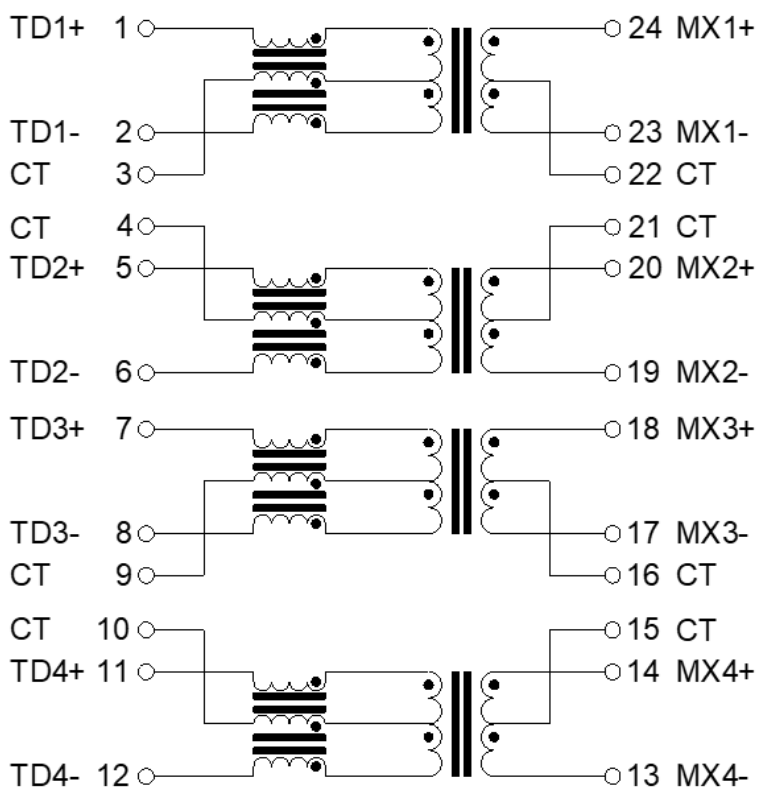 TD1+ 1 24 MX1+
TD1- 2 23 MX1-
CT 3 22 CT
CT 4 21 CT
TD2+ 5 20 MX2+
TD2- 6 19 MX2-
TD3+ 7 18 MX3+
TD3- 8 17 MX3-
CT 9 16 CT
CT 10 15 CT
TD4+ 11 14 MX4+
TD4- 12 13 MX4-